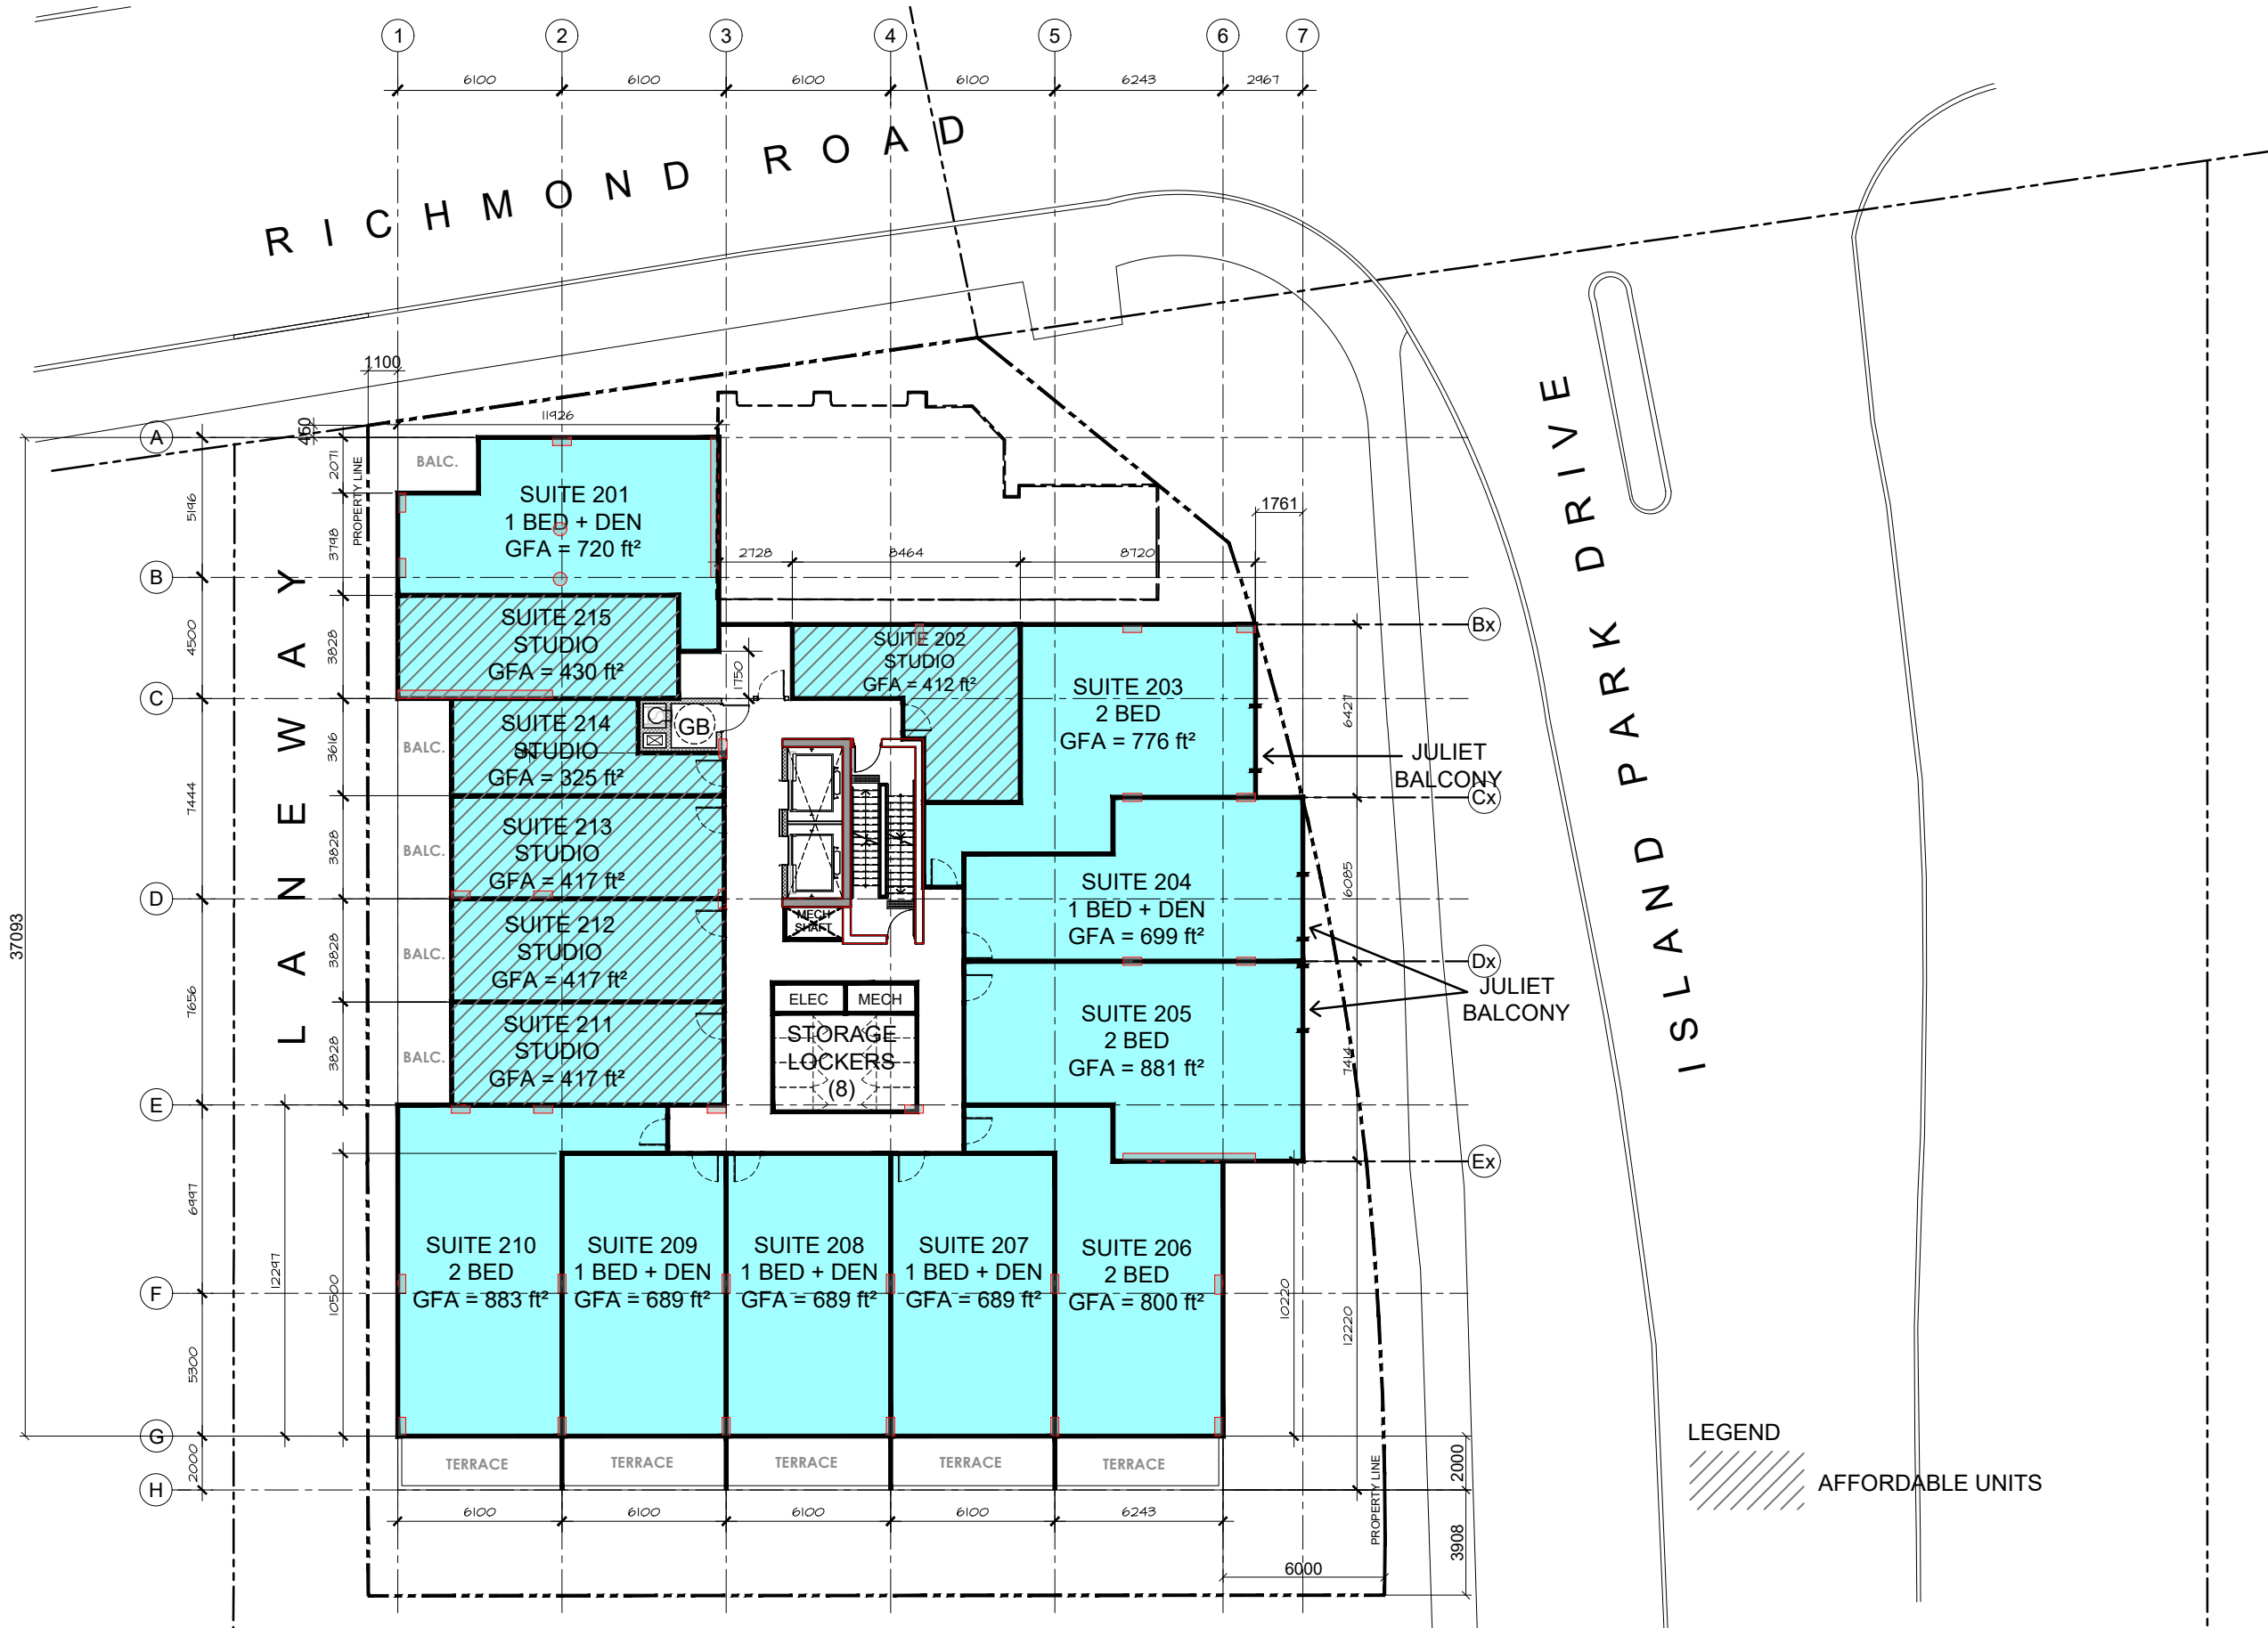 1
2
3
4
5
6
7
6100
6100
6100
6100
6243
2967
RICHMOND ROAD
1100
11926
450
A
BALC.
2071
PROPERTY LINE
SUITE 201
1 BED + DEN
GFA = 720 ft²
5196
3798
1761
2728
8464
8720
B
LANEWAY
ISLAND PARK DRIVE
SUITE 215
STUDIO
GFA = 430 ft²
4500
3828
SUITE 202
STUDIO
GFA = 412 ft²
Bx
1750
C
SUITE 203
2 BED
GFA = 776 ft²
6427
SUITE 214
STUDIO
GFA = 325 ft²
GB
BALC.
3616
7444
JULIET
BALCONY
Cx
SUITE 213
STUDIO
GFA = 417 ft²
BALC.
3828
D
SUITE 204
1 BED + DEN
GFA = 699 ft²
6085
MECH
SHAFT
37093
SUITE 212
STUDIO
GFA = 417 ft²
BALC.
3828
7656
Dx
JULIET
BALCONY
ELEC
MECH
STORAGE
LOCKERS
(8)
SUITE 205
2 BED
GFA = 881 ft²
7414
SUITE 211
STUDIO
GFA = 417 ft²
BALC.
3828
E
Ex
6997
12297
10500
SUITE 210
2 BED
GFA = 883 ft²
SUITE 209
1 BED + DEN
GFA = 689 ft²
SUITE 208
1 BED + DEN
GFA = 689 ft²
SUITE 207
1 BED + DEN
GFA = 689 ft²
SUITE 206
2 BED
GFA = 800 ft²
10220
12220
F
5300
G
TERRACE
TERRACE
TERRACE
TERRACE
TERRACE
2000
H
2000
PROPERTY LINE
3908
6100
6100
6100
6100
6243
6000
LEGEND
AFFORDABLE UNITS